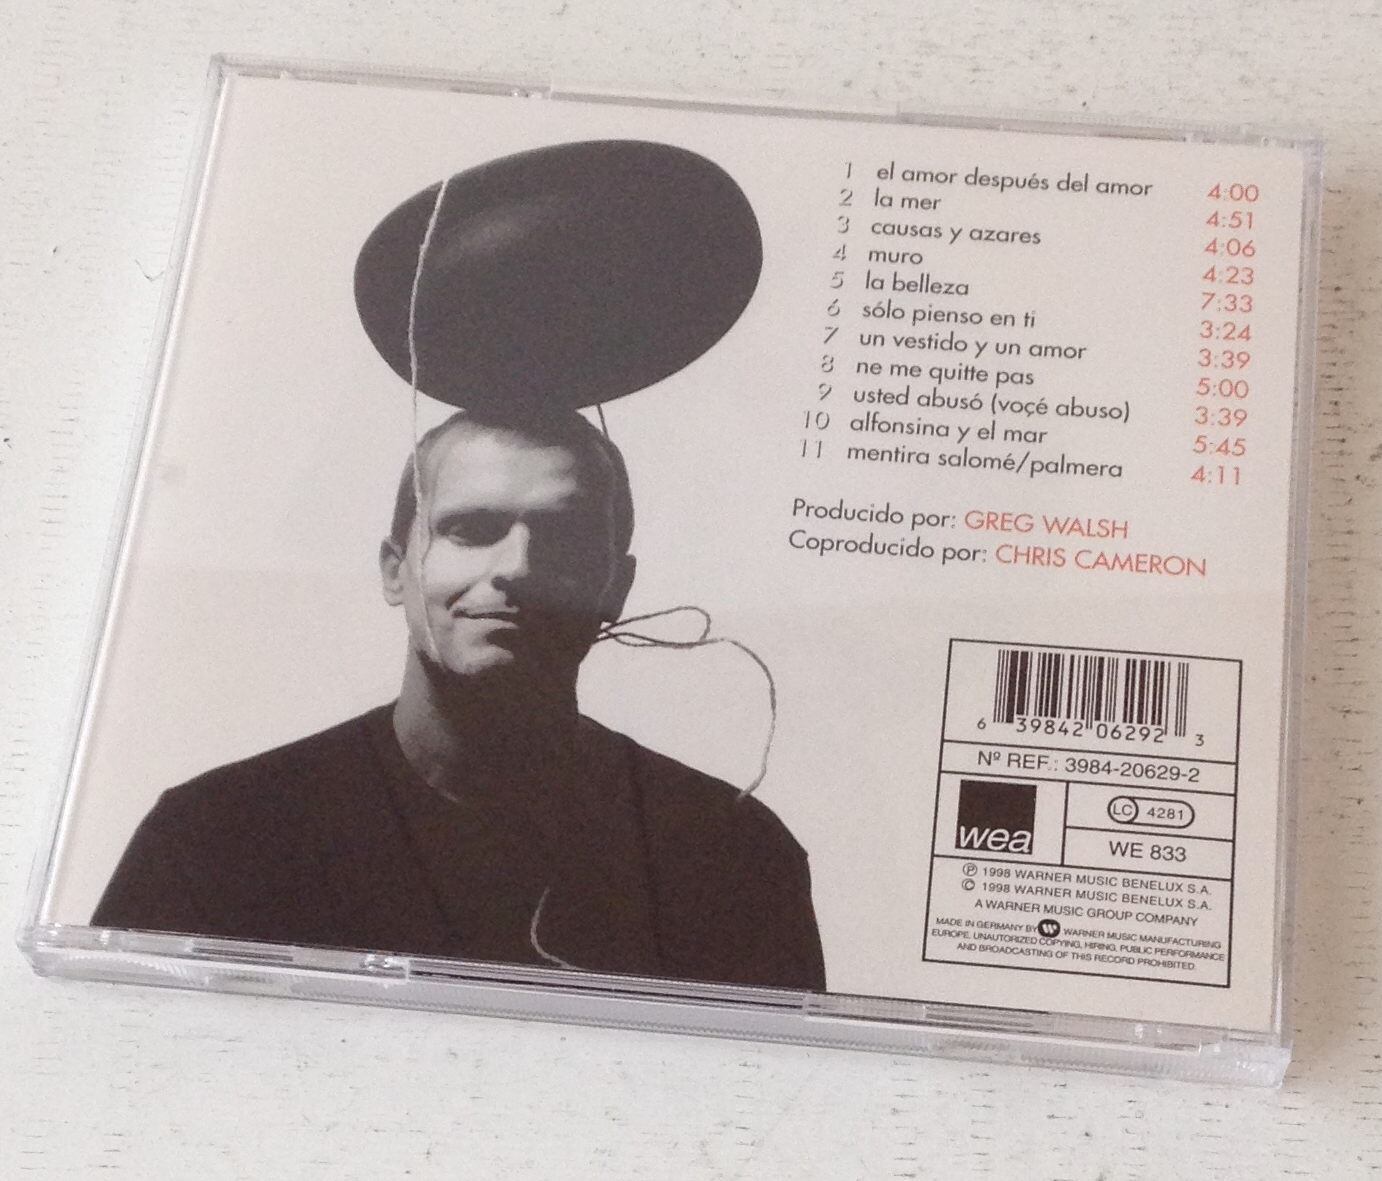 1 el amor después del amor 4:00
2 la mer 4:51
3 causas y azares 4:06
4 muro 4:23
5 la belleza 7:33
6 sólo pienso en ti 3:24
7 un vestido y un amor 3:39
8 ne me quitte pas 5:00
9 usted abusó (voçé abuso) 3:39
10 alfonsina y el mar 5:45
11 mentira salomé/palmera 4:11
Producido por: GREG WALSH
Coproducido por: CHRIS CAMERON
6 39842 06292 3
Nº REF.: 3984-20629-2
wea
LC 4281
WE 833
℗ 1998 WARNER MUSIC BENELUX S.A.
© 1998 WARNER MUSIC BENELUX S.A.
A WARNER MUSIC GROUP COMPANY
MADE IN GERMANY BY WARNER MUSIC MANUFACTURING
EUROPE. UNAUTHORIZED COPYING, HIRING, PUBLIC PERFORMANCE
AND BROADCASTING OF THIS RECORD PROHIBITED.